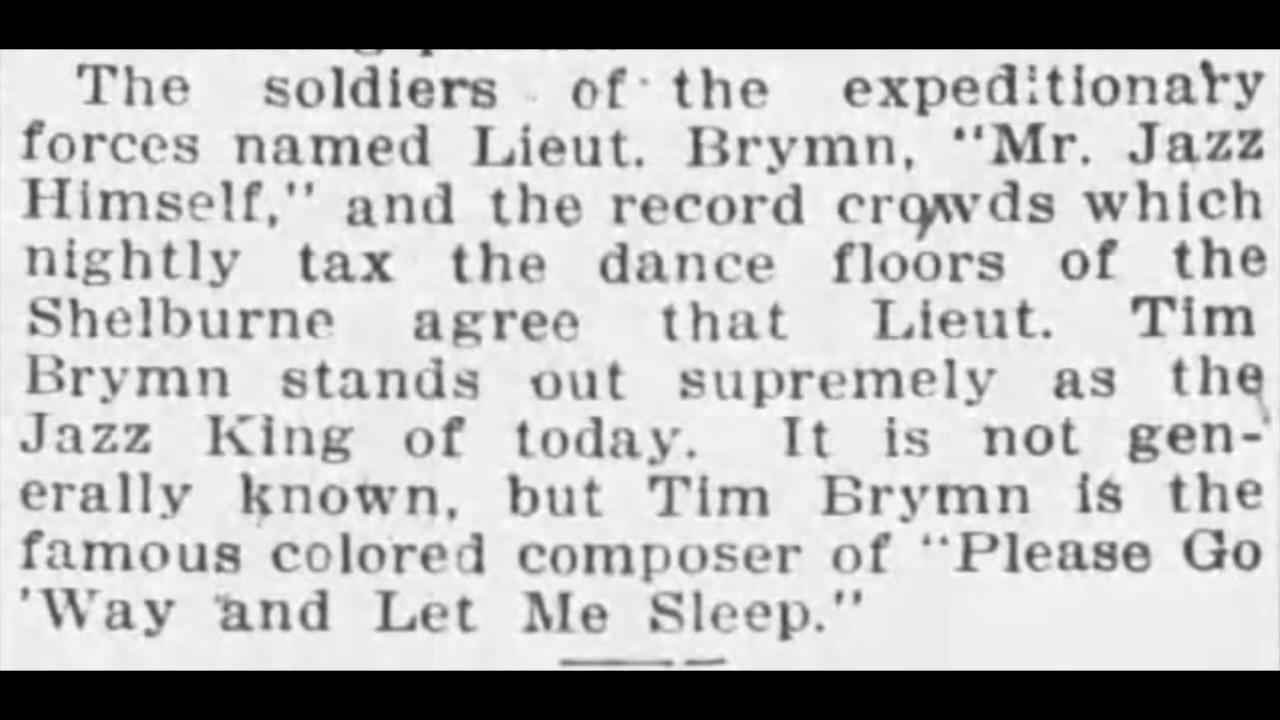 The soldiers of the expeditionary
forces named Lieut. Brymn, "Mr. Jazz
Himself," and the record crowds which
nightly tax the dance floors of the
Shelburne agree that Lieut. Tim
Brymn stands out supremely as the
Jazz King of today. It is not gen-
erally known, but Tim Brymn is the
famous colored composer of "Please Go
'Way and Let Me Sleep."